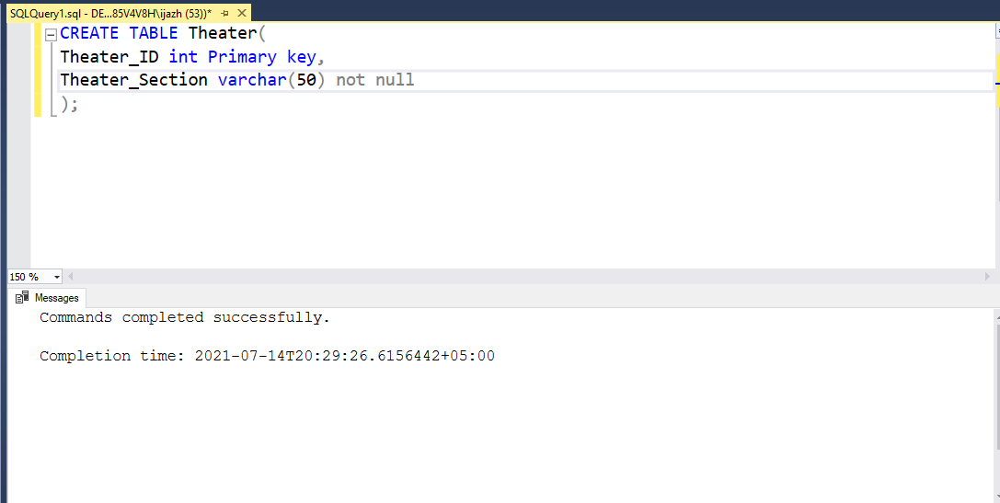 SQLQuery1.sql - DE...85V4V8H\ijazh (53))*
CREATE TABLE Theater(
Theater_ID int Primary key,
Theater_Section varchar(50) not null
);
150 %
Messages
Commands completed successfully.
Completion time: 2021-07-14T20:29:26.6156442+05:00